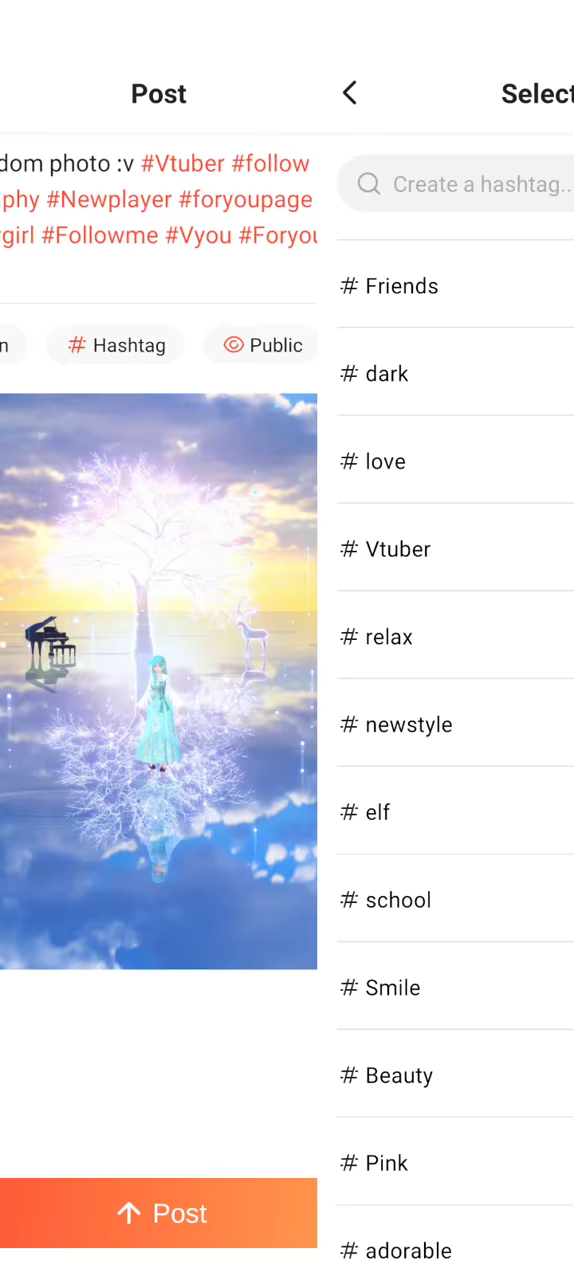 Post
dom photo :v #Vtuber #follow
phy #Newplayer #foryoupage
girl #Followme #Vyou #Foryou
n
# Hashtag
Public
Post
Select
Create a hashtag..
# Friends
# dark
# love
# Vtuber
# relax
# newstyle
# elf
# school
# Smile
# Beauty
# Pink
# adorable